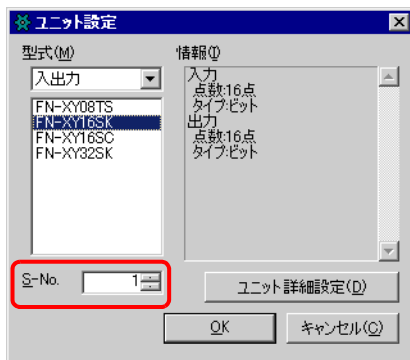 ユニット設定
型式(M)
入出力
FN-XY08TS
FN-XY16SK
FN-XY16SC
FN-XY32SK
情報(I)
入力
点数:16点
タイプ:ビット
出力
点数:16点
タイプ:ビット
S-No. 1
ユニット詳細設定(D)
OK
キャンセル(C)